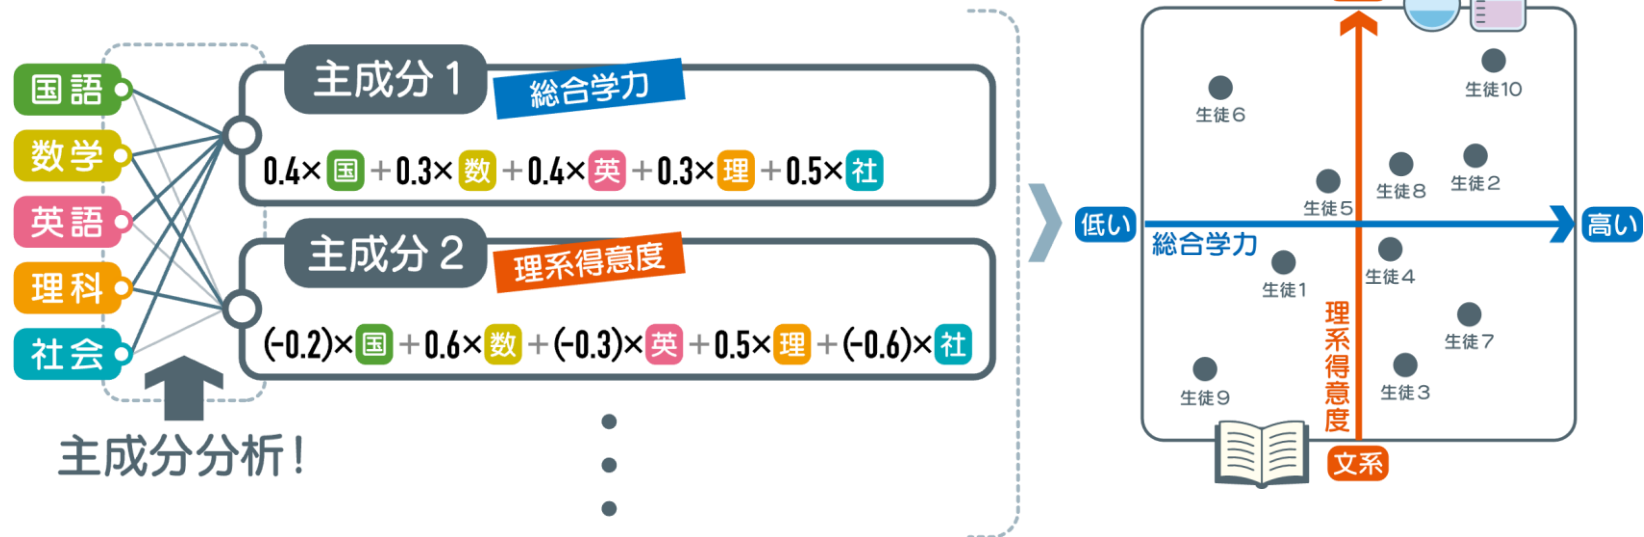 国語
数学
英語
理科
社会
主成分分析！
主成分1
総合学力
0.4×国+0.3×数+0.4×英+0.3×理+0.5×社
主成分2
理系得意度
(-0.2)×国+0.6×数+(-0.3)×英+0.5×理+(-0.6)×社
生徒10
生徒6
生徒8
生徒2
生徒5
低い
高い
総合学力
生徒1
生徒4
理系得意度
生徒7
生徒9
生徒3
文系